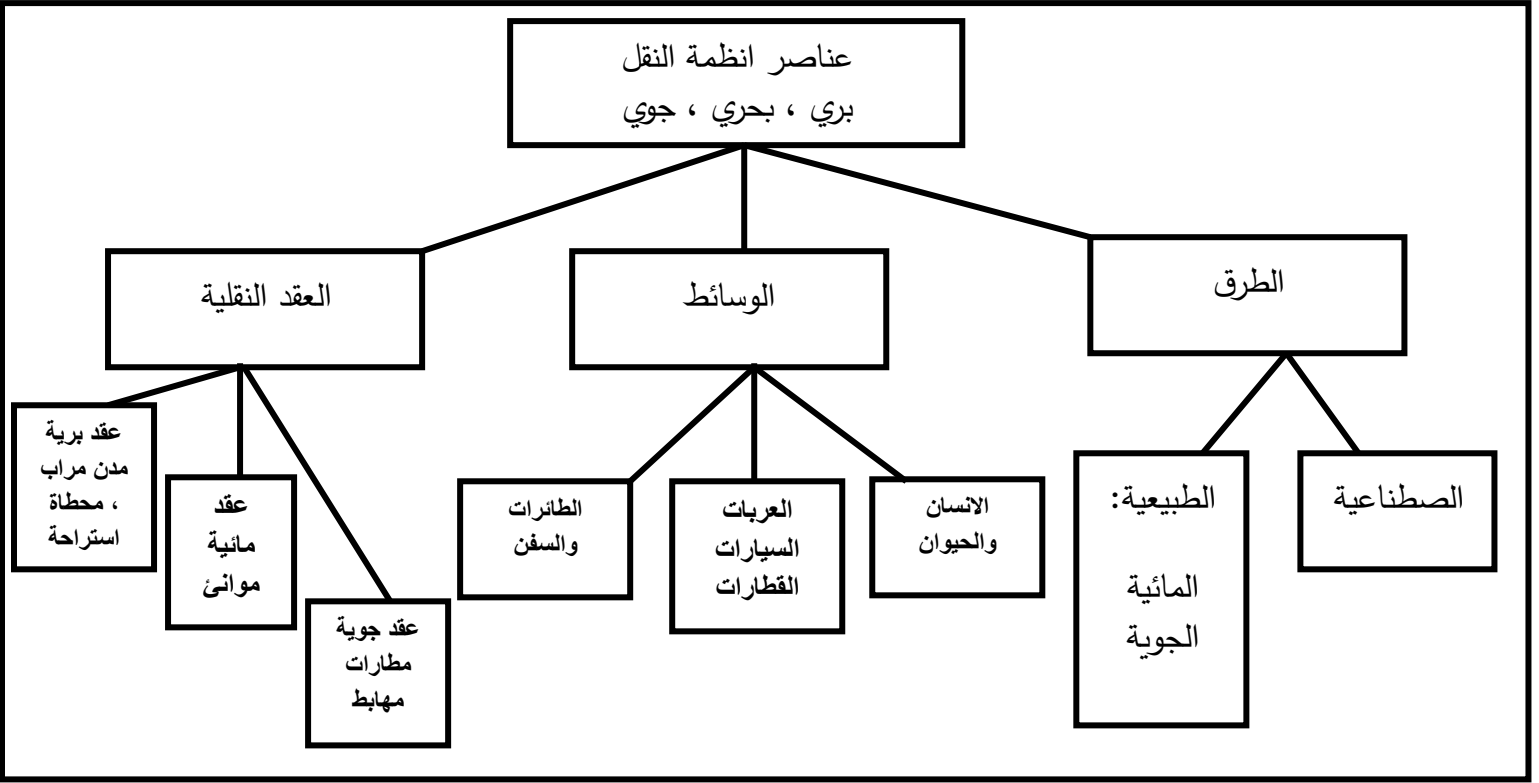 عناصر انظمة النقل
بري ، بحري ، جوي
الطرق
الوسائط
العقد النقلية
الصطناعية
الطبيعية:
المائية
الجوية
الانسان
والحيوان
العربات
السيارات
القطارات
الطائرات
والسفن
عقد برية
مدن مراب
، محطاة
استراحة
عقد
مائية
موانئ
عقد جوية
مطارات
مهابط